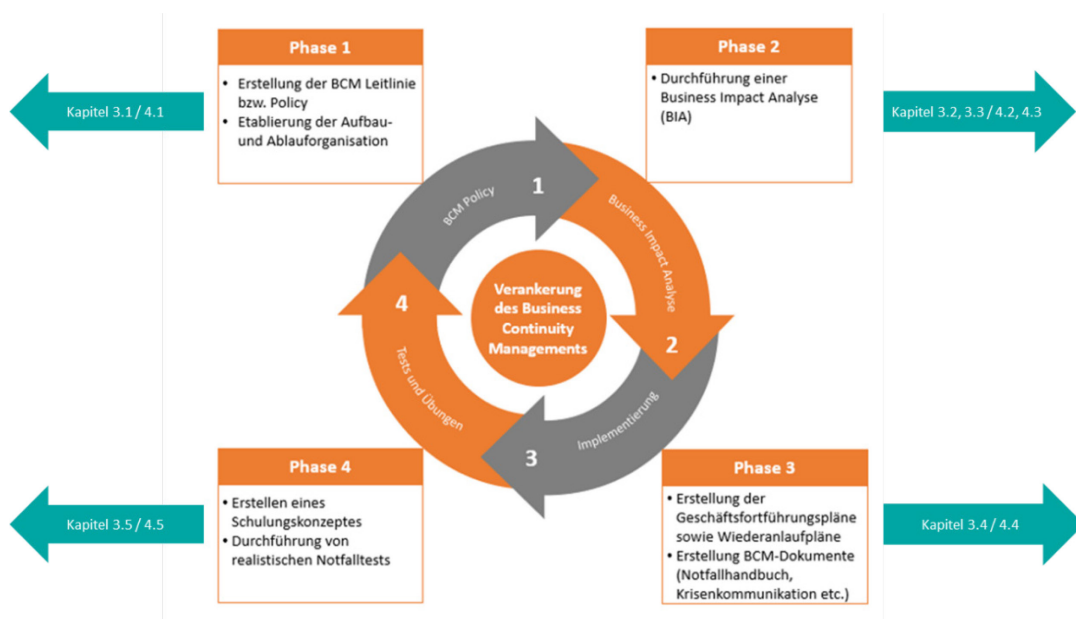 Phase 1
• Erstellung der BCM Leitlinie
bzw. Policy
• Etablierung der Aufbau-
und Ablauforganisation
Kapitel 3.1 / 4.1
Phase 2
• Durchführung einer
Business Impact Analyse
(BIA)
Kapitel 3.2, 3.3 / 4.2, 4.3
BCM Policy
1
Business Impact Analyse
2
Verankerung
des Business
Continuity
Managements
4
Tests und Übungen
3
Implementierung
Phase 4
• Erstellen eines
Schulungskonzeptes
• Durchführung von
realistischen Notfalltests
Kapitel 3.5 / 4.5
Phase 3
• Erstellung der
Geschäftsfortführungspläne
sowie Wiederanlaufpläne
• Erstellung BCM-Dokumente
(Notfallhandbuch,
Krisenkommunikation etc.)
Kapitel 3.4 / 4.4